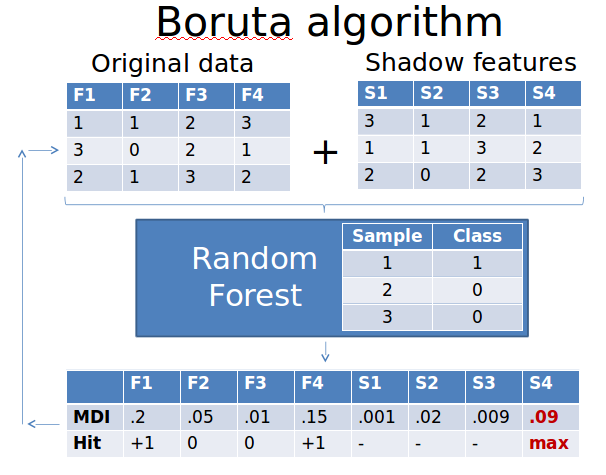 Boruta algorithm
Original data
Shadow features
F1 F2 F3 F4
1 1 2 3
3 0 2 1
2 1 3 2
+
S1 S2 S3 S4
3 1 2 1
1 1 3 2
2 0 2 3
Random
Forest
Sample Class
1 1
2 0
3 0
F1 F2 F3 F4 S1 S2 S3 S4
MDI .2 .05 .01 .15 .001 .02 .009 .09
Hit +1 0 0 +1 - - - max